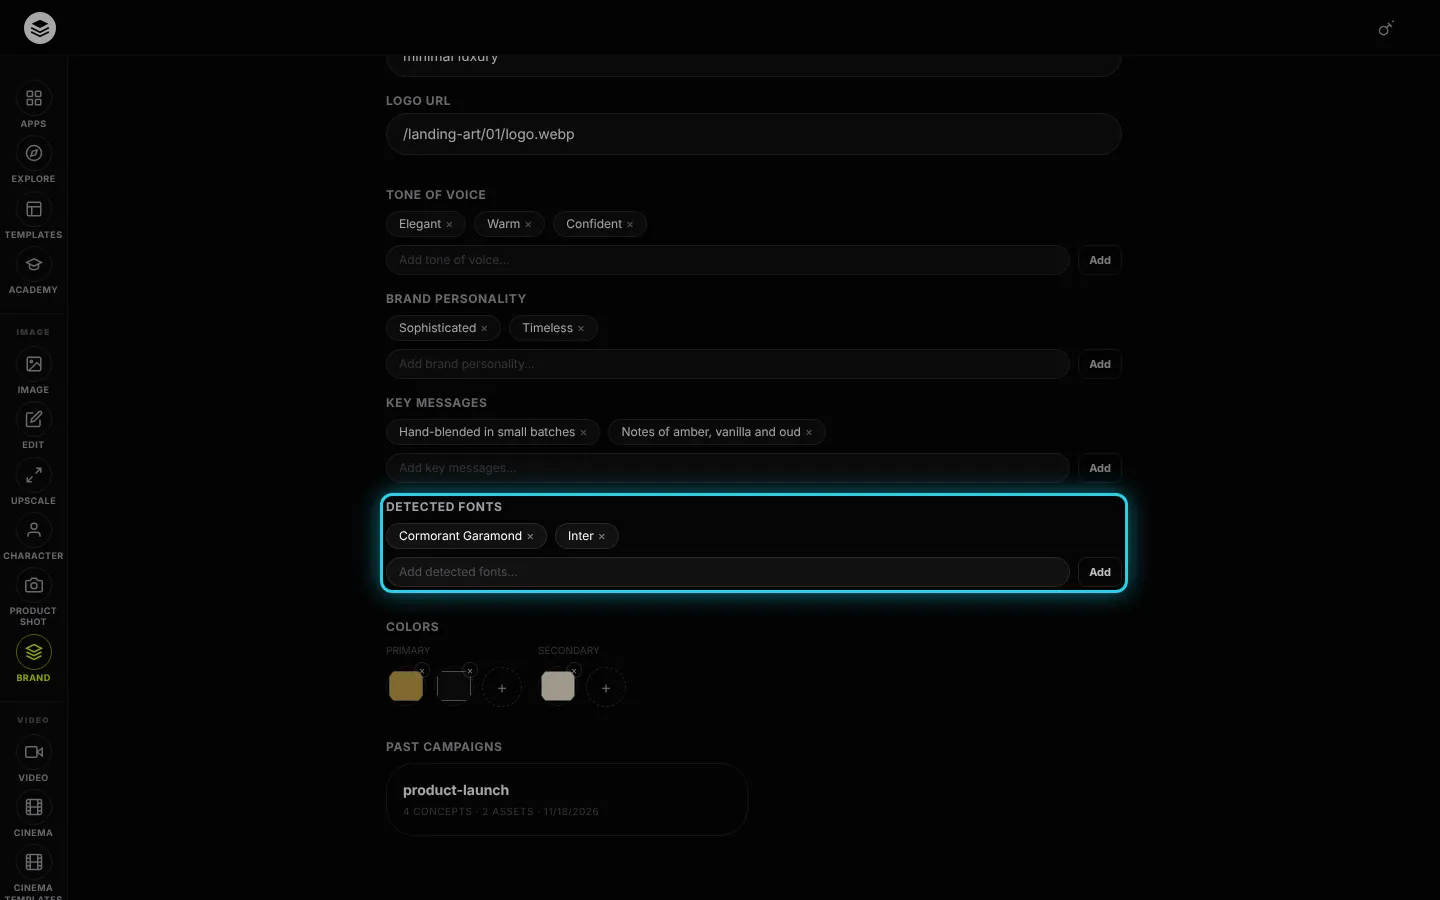 APPS
EXPLORE
TEMPLATES
ACADEMY
IMAGE
IMAGE
EDIT
UPSCALE
CHARACTER
PRODUCT
SHOT
BRAND
VIDEO
VIDEO
CINEMA
CINEMA
TEMPLATES
minimal luxury
LOGO URL
/landing-art/01/logo.webp
TONE OF VOICE
Elegant × Warm × Confident ×
Add tone of voice... Add
BRAND PERSONALITY
Sophisticated × Timeless ×
Add brand personality... Add
KEY MESSAGES
Hand-blended in small batches × Notes of amber, vanilla and oud ×
Add key messages... Add
DETECTED FONTS
Cormorant Garamond × Inter ×
Add detected fonts... Add
COLORS
PRIMARY SECONDARY
× × ×
+ +
PAST CAMPAIGNS
product-launch
4 CONCEPTS · 2 ASSETS · 11/18/2026